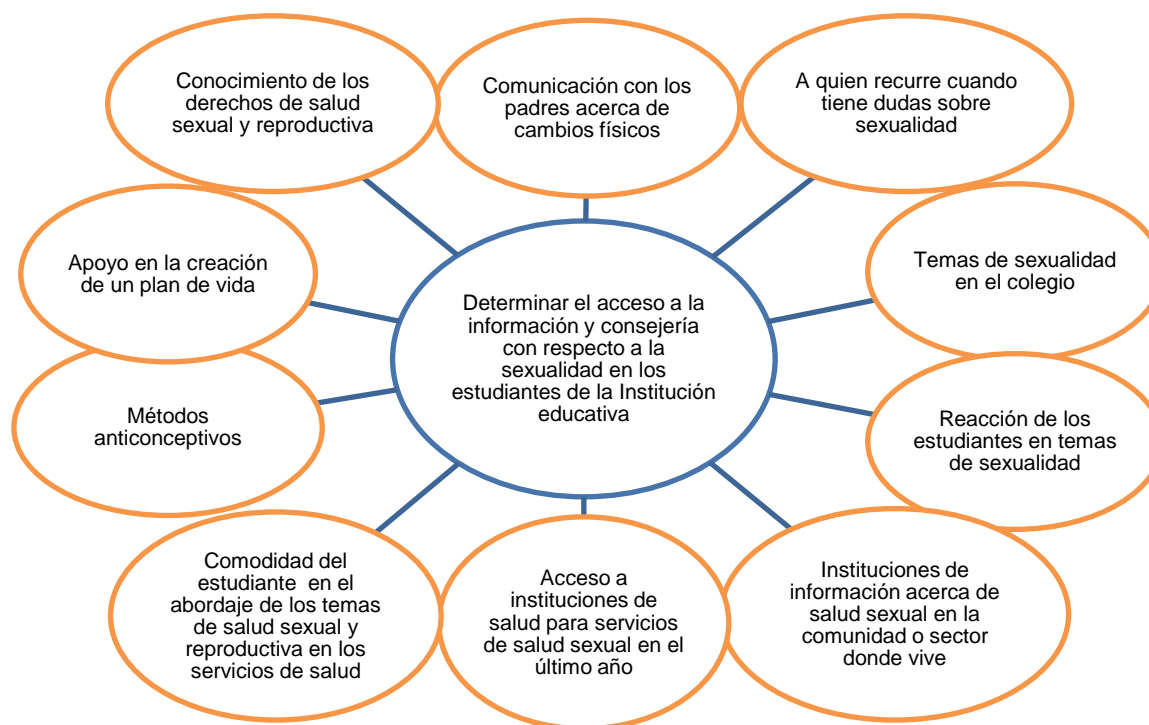 Conocimiento de los
derechos de salud
sexual y reproductiva
Comunicación con los
padres acerca de
cambios físicos
A quien recurre cuando
tiene dudas sobre
sexualidad
Apoyo en la creación
de un plan de vida
Temas de sexualidad
en el colegio
Determinar el acceso a la
información y consejería
con respecto a la
sexualidad en los
estudiantes de la Institución
educativa
Métodos
anticonceptivos
Reacción de los
estudiantes en temas
de sexualidad
Comodidad del
estudiante en el
abordaje de los temas
de salud sexual y
reproductiva en los
servicios de salud
Acceso a
instituciones de
salud para servicios
de salud sexual en el
último año
Instituciones de
información acerca de
salud sexual en la
comunidad o sector
donde vive